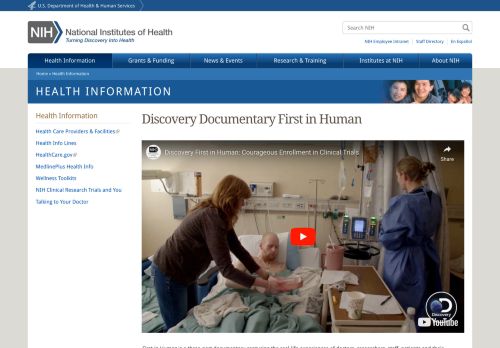 U.S. Department of Health & Human Services
NIH National Institutes of Health
Turning Discovery Into Health
Search NIH
NIH Employee Intranet | Staff Directory | En Español
Health Information Grants & Funding News & Events Research & Training Institutes at NIH About NIH
Home » Health Information
HEALTH INFORMATION
Health Information
Health Care Providers & Facilities
Health Info Lines
HealthCare.gov
MedlinePlus Health Info
Wellness Toolkits
NIH Clinical Research Trials and You
Talking to Your Doctor
Discovery Documentary First in Human
Discovery First in Human: Courageous Enrollment in Clinical Trials
Share
Discovery
YouTube